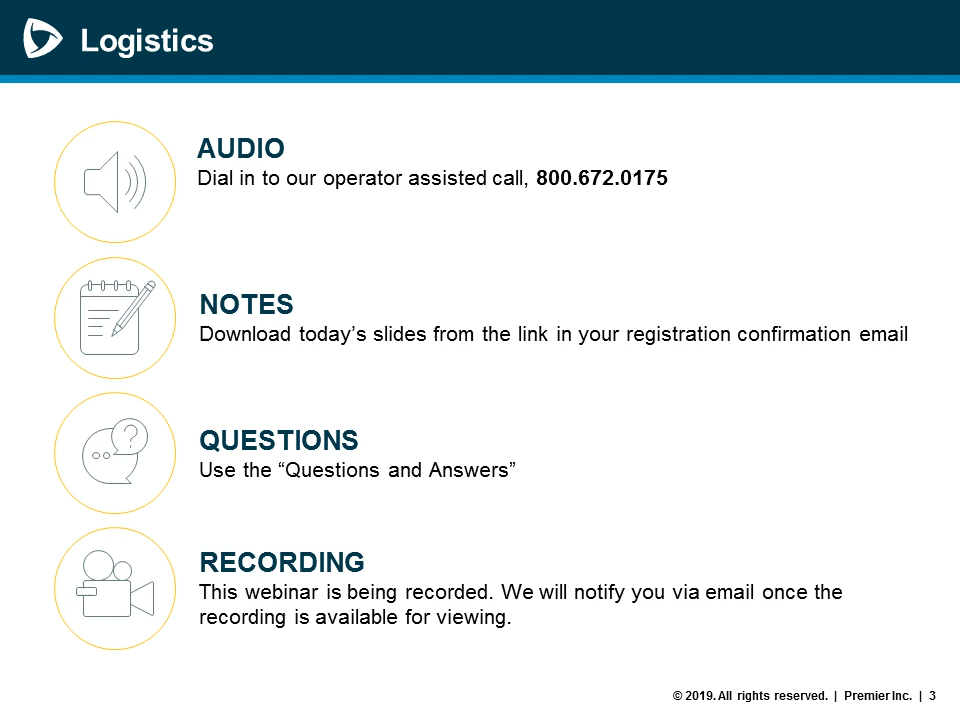 Logistics
AUDIO
Dial in to our operator assisted call, 800.672.0175
NOTES
Download today’s slides from the link in your registration confirmation email
QUESTIONS
Use the “Questions and Answers”
RECORDING
This webinar is being recorded. We will notify you via email once the
recording is available for viewing.
© 2019. All rights reserved. | Premier Inc. | 3